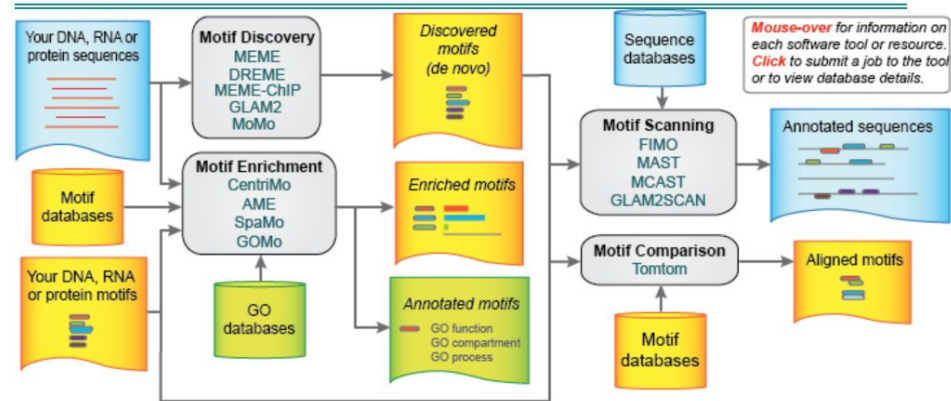 Your DNA, RNA or
protein sequences
Motif Discovery
MEME
DREME
MEME-ChIP
GLAM2
MoMo
Discovered
motifs
(de novo)
Sequence
databases
Mouse-over for information on
each software tool or resource.
Click to submit a job to the tool
or to view database details.
Motif Scanning
FIMO
MAST
MCAST
GLAM2SCAN
Annotated sequences
Motif
databases
Motif Enrichment
CentriMo
AME
SpaMo
GOMo
Enriched motifs
Your DNA, RNA
or protein motifs
GO
databases
Annotated motifs
GO function
GO compartment
GO process
Motif Comparison
Tomtom
Aligned motifs
Motif
databases